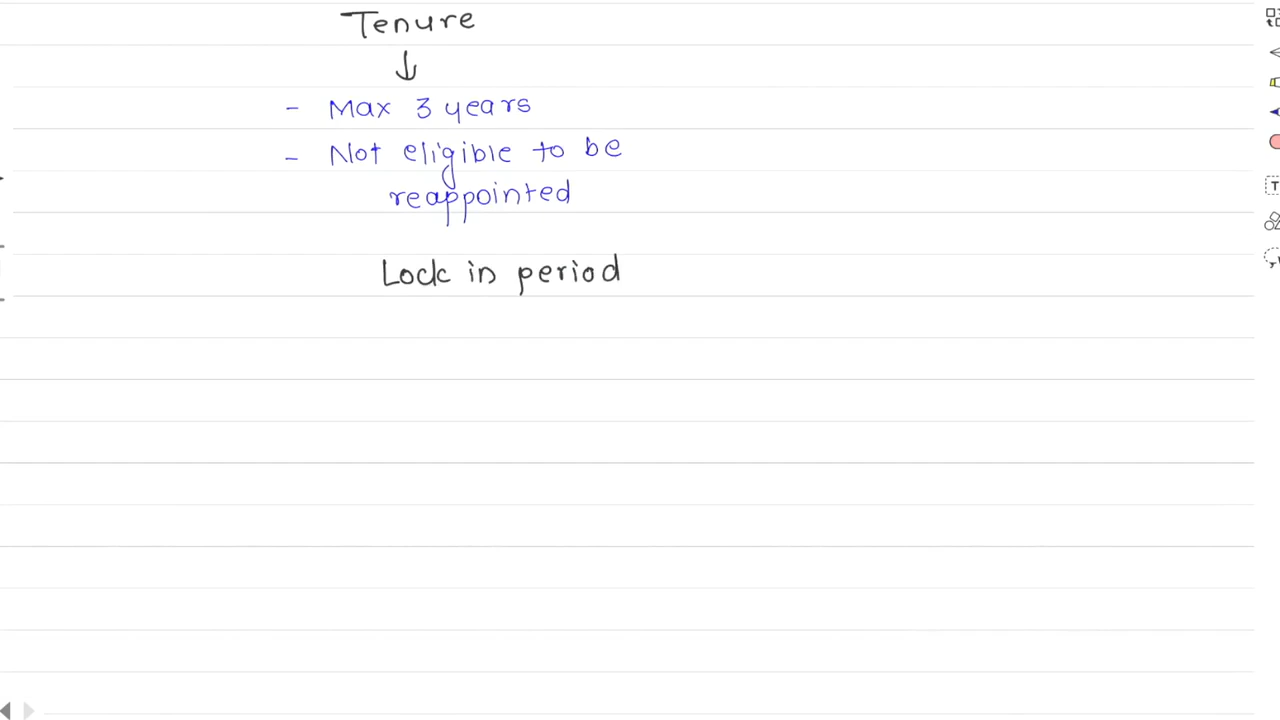 Tenure
↓
- Max 3 years
- Not eligible to be
reappointed
Lock in period